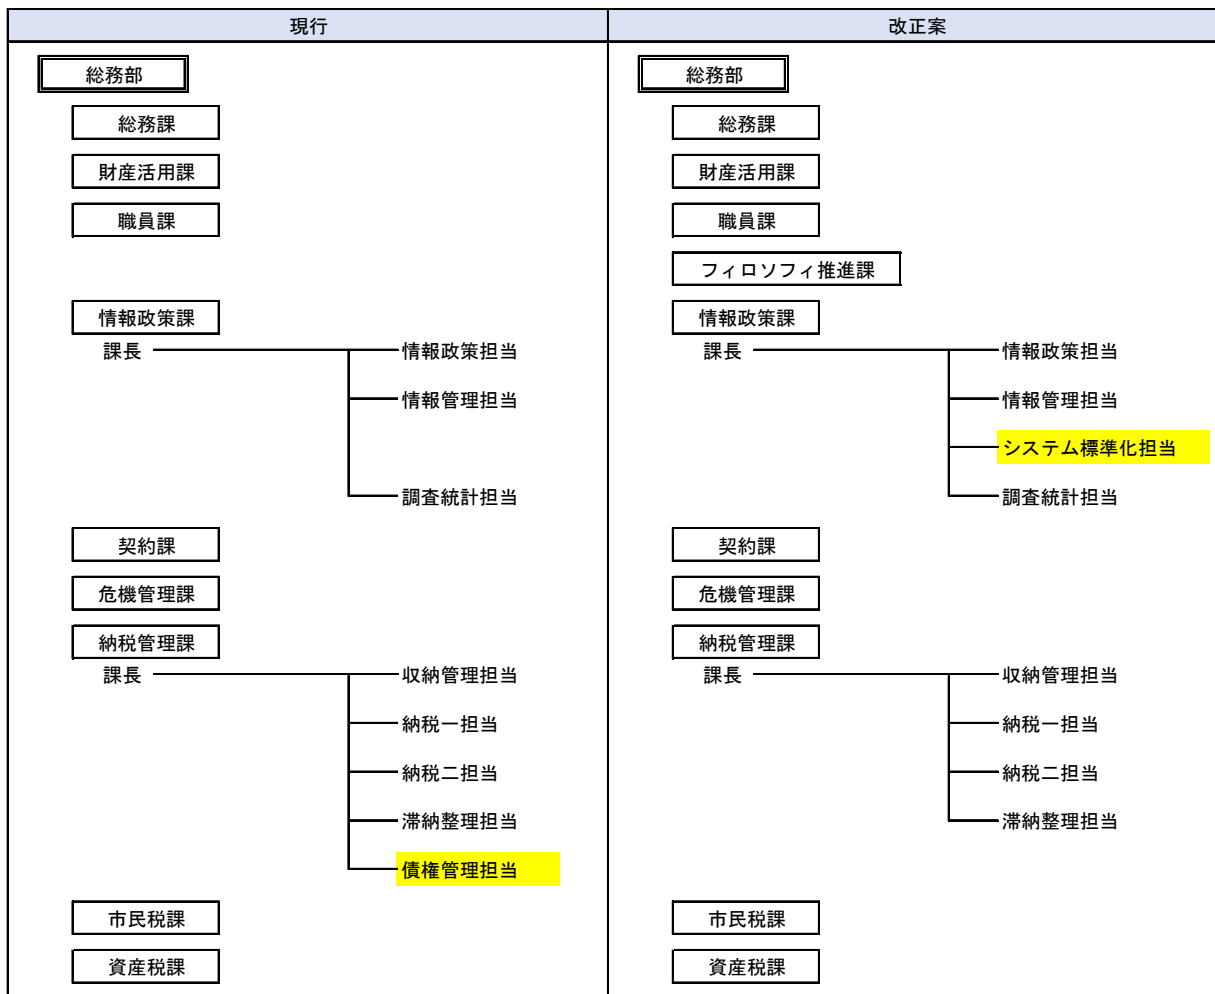 現行
総務部
総務課
財産活用課
職員課
情報政策課
課長
情報政策担当
情報管理担当
調査統計担当
契約課
危機管理課
納税管理課
課長
収納管理担当
納税一担当
納税二担当
滞納整理担当
債権管理担当
市民税課
資産税課
改正案
総務部
総務課
財産活用課
職員課
フィロソフィ推進課
情報政策課
課長
情報政策担当
情報管理担当
システム標準化担当
調査統計担当
契約課
危機管理課
納税管理課
課長
収納管理担当
納税一担当
納税二担当
滞納整理担当
市民税課
資産税課